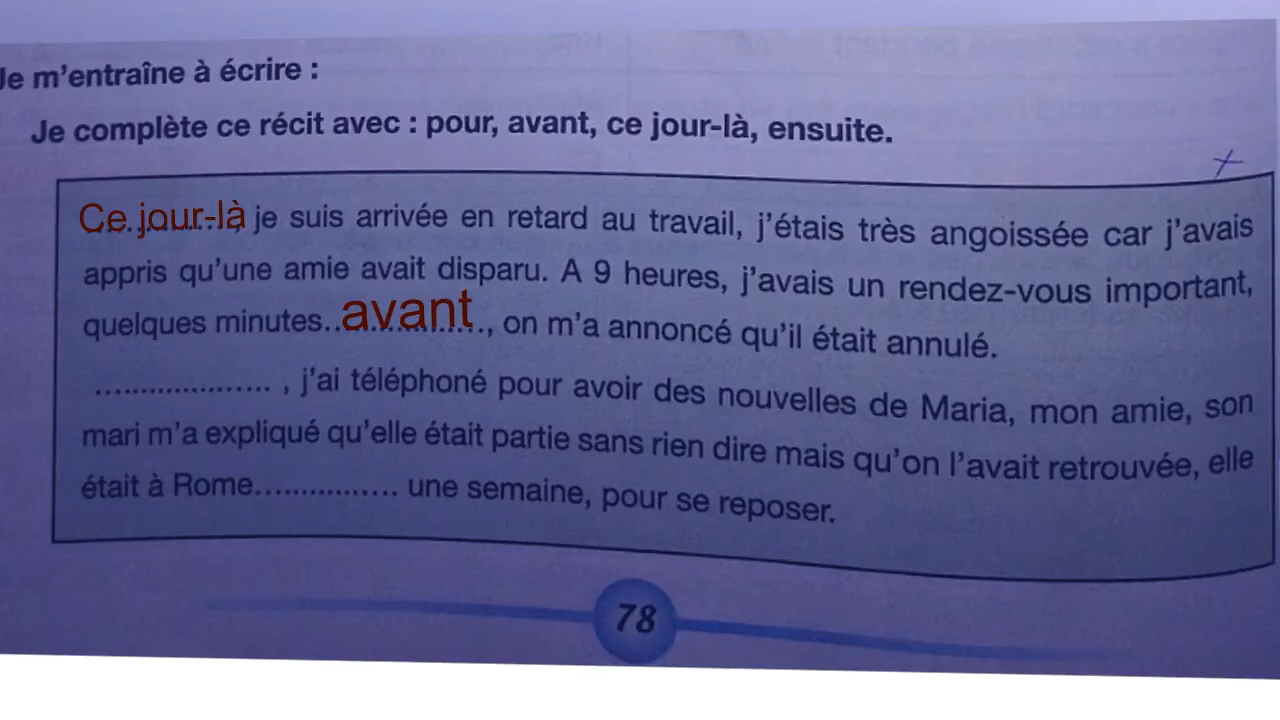 Je m'entraîne à écrire :
Je complète ce récit avec : pour, avant, ce jour-là, ensuite.
Ce jour-là je suis arrivée en retard au travail, j'étais très angoissée car j'avais
appris qu'une amie avait disparu. A 9 heures, j'avais un rendez-vous important,
quelques minutes..avant., on m'a annoncé qu'il était annulé.
.................... , j'ai téléphoné pour avoir des nouvelles de Maria, mon amie, son
mari m'a expliqué qu'elle était partie sans rien dire mais qu'on l'avait retrouvée, elle
était à Rome................ une semaine, pour se reposer.
78